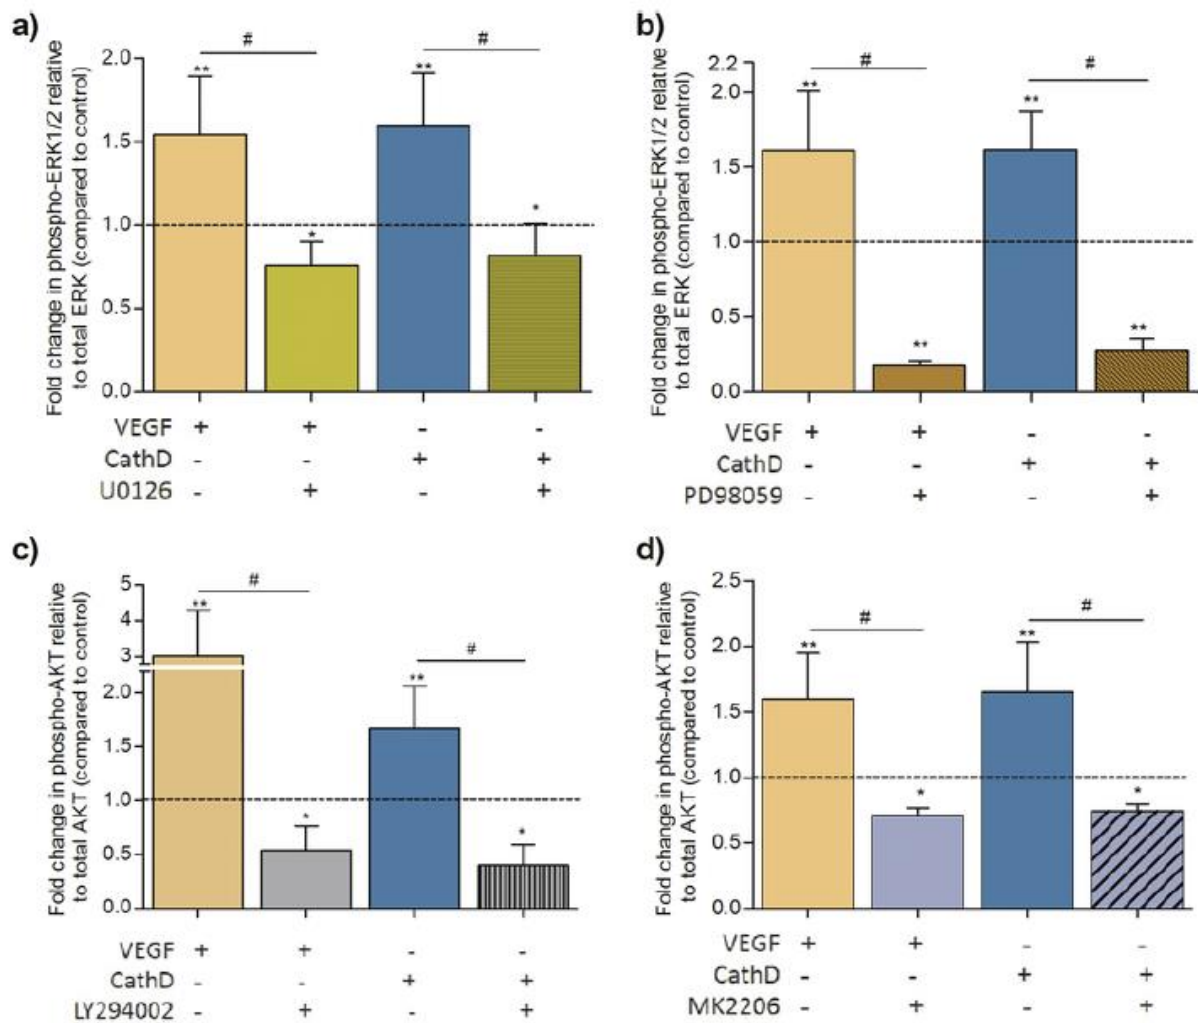 a)
Fold change in phospho-ERK1/2 relative
to total ERK (compared to control)
2.0
1.5
1.0
0.5
0.0
** # * ** # *
VEGF + + - -
CathD - - + +
U0126 - + - +
b)
Fold change in phospho-ERK1/2 relative
to total ERK (compared to control)
2.2
2.0
1.5
1.0
0.5
0.0
** # ** ** # **
VEGF + + - -
CathD - - + +
PD98059 - + - +
c)
Fold change in phospho-AKT relative
to total AKT (compared to control)
5
4
3
2.0
1.5
1.0
0.5
0.0
** # * ** # *
VEGF + + - -
CathD - - + +
LY294002 - + - +
d)
Fold change in phospho-AKT relative
to total AKT (compared to control)
2.5
2.0
1.5
1.0
0.5
0.0
** # * ** # *
VEGF + + - -
CathD - - + +
MK2206 - + - +